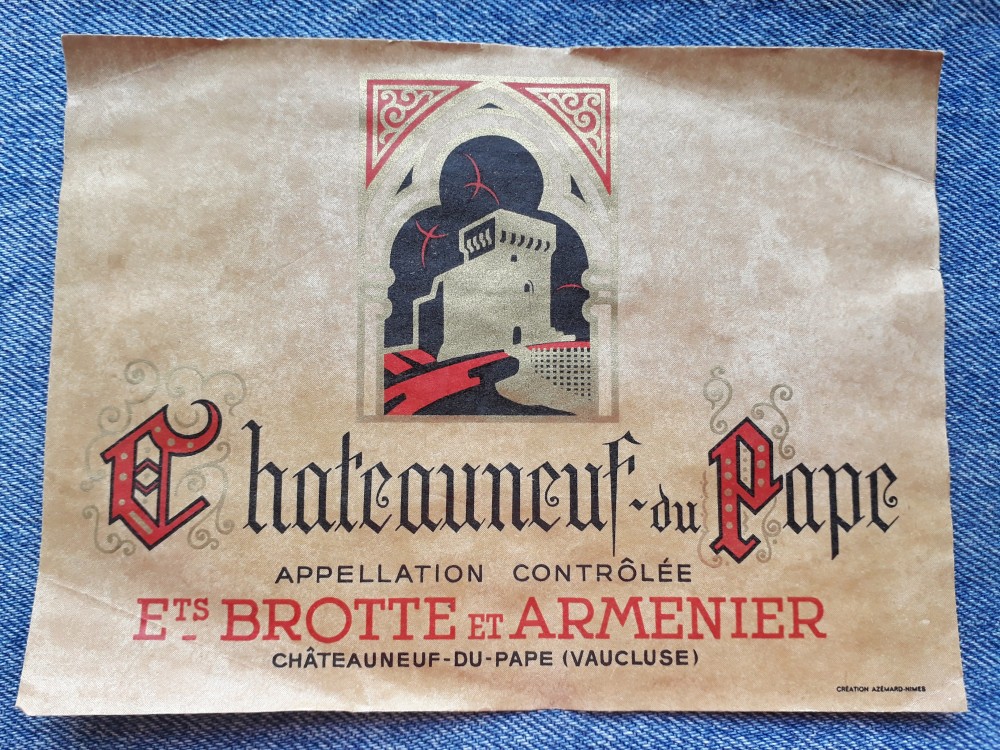 Chateauneuf-du Pape
APPELLATION CONTRÔLÉE
ETS BROTTE ET ARMENIER
CHÂTEAUNEUF-DU-PAPE (VAUCLUSE)
CRÉATION AZÉMARD-NIMES